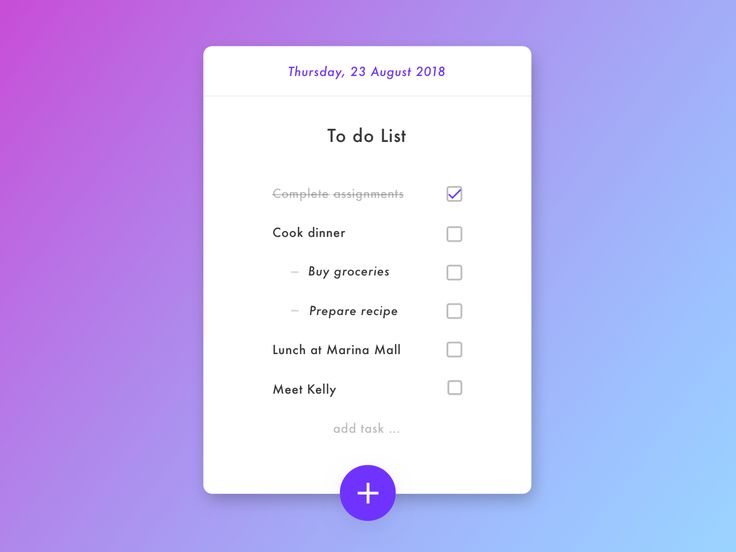 Thursday, 23 August 2018
To do List
Complete assignments
Cook dinner
– Buy groceries
– Prepare recipe
Lunch at Marina Mall
Meet Kelly
add task ...